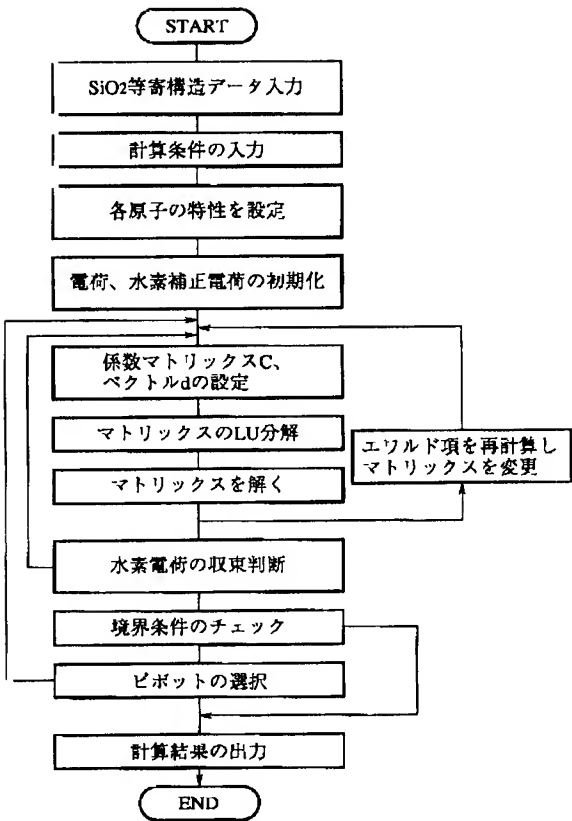 START
SiO2等寄構造データ入力
計算条件の入力
各原子の特性を設定
電荷、水素補正電荷の初期化
係数マトリックスC、
ベクトルdの設定
マトリックスのLU分解
マトリックスを解く
エワルド項を再計算し
マトリックスを変更
水素電荷の収束判断
境界条件のチェック
ピボットの選択
計算結果の出力
END